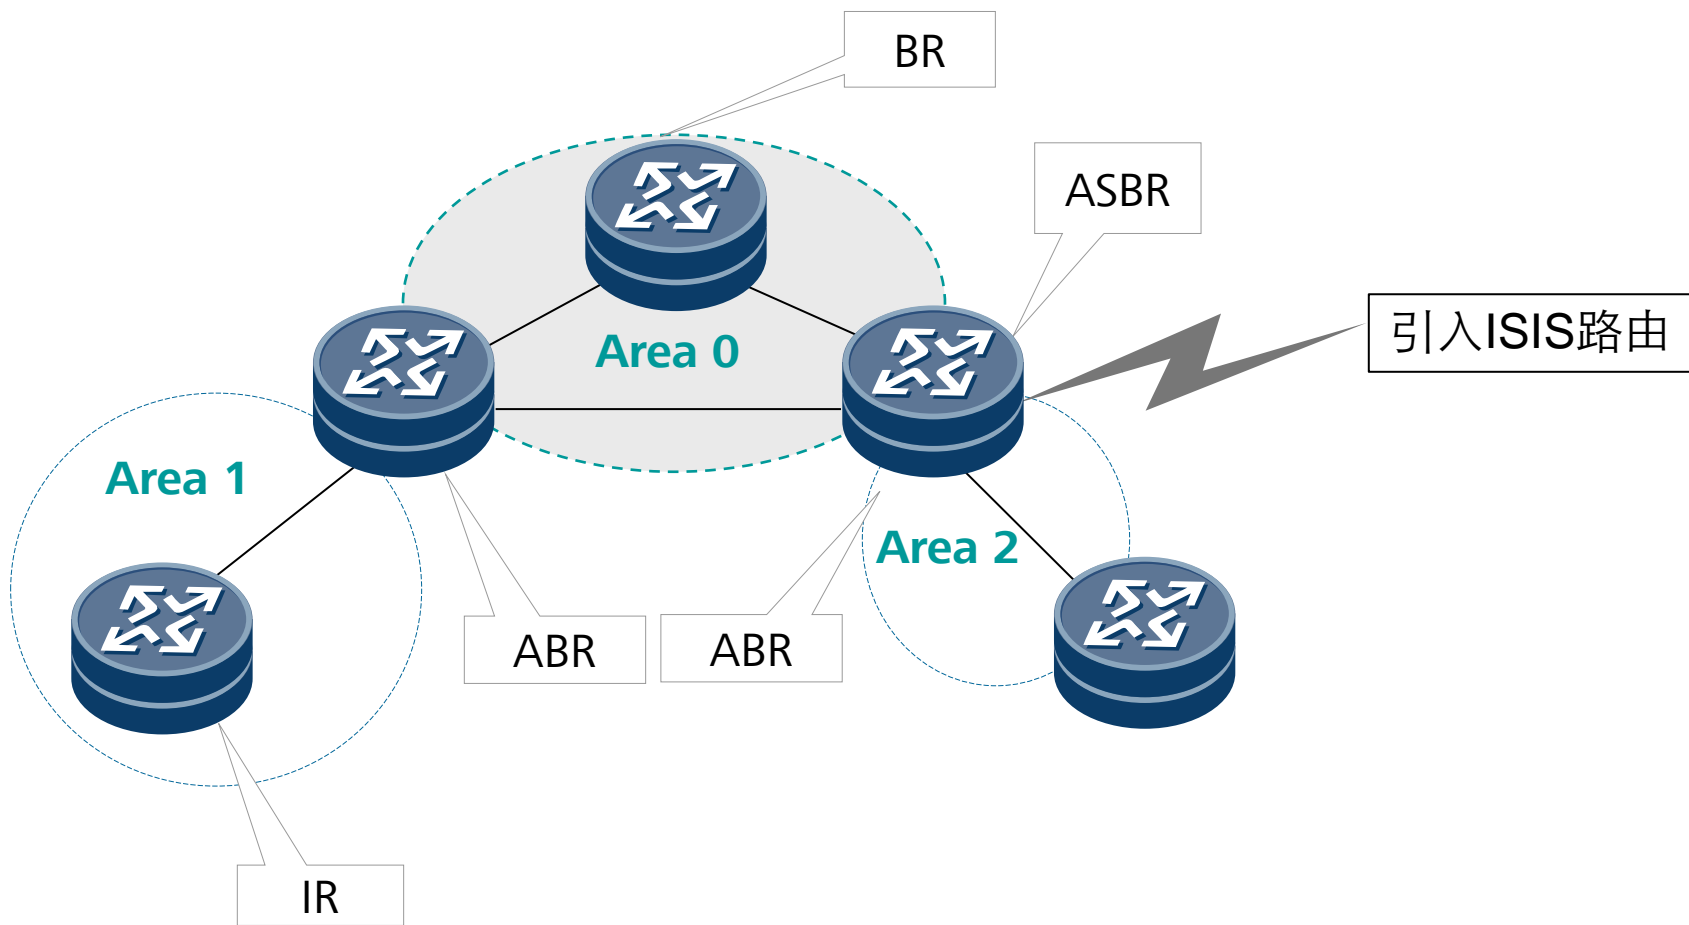 BR
ASBR
引入ISIS路由
Area 0
Area 1
Area 2
ABR
ABR
IR